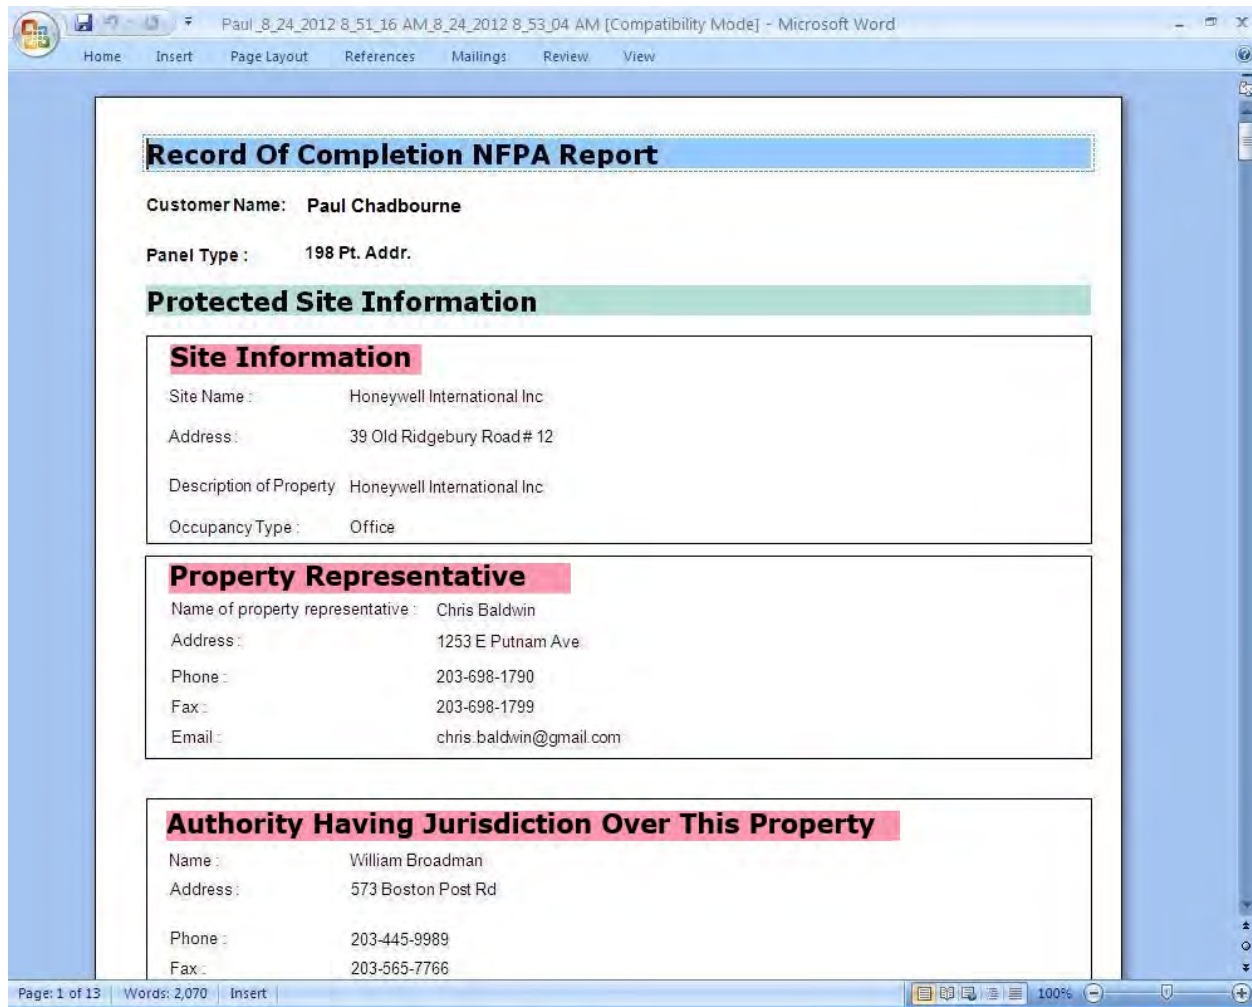 Paul_8_24_2012 8_51_16 AM_8_24_2012 8_53_04 AM [Compatibility Mode] - Microsoft Word
Home Insert Page Layout References Mailings Review View
Record Of Completion NFPA Report
Customer Name: Paul Chadbourne
Panel Type : 198 Pt. Addr.
Protected Site Information
Site Information
Site Name : Honeywell International Inc
Address : 39 Old Ridgebury Road # 12
Description of Property Honeywell International Inc
Occupancy Type : Office
Property Representative
Name of property representative : Chris Baldwin
Address : 1253 E Putnam Ave
Phone : 203-698-1790
Fax : 203-698-1799
Email : chris.baldwin@gmail.com
Authority Having Jurisdiction Over This Property
Name : William Broadman
Address : 573 Boston Post Rd
Phone : 203-445-9989
Fax : 203-565-7766
Page: 1 of 13 Words: 2,070 Insert 100%